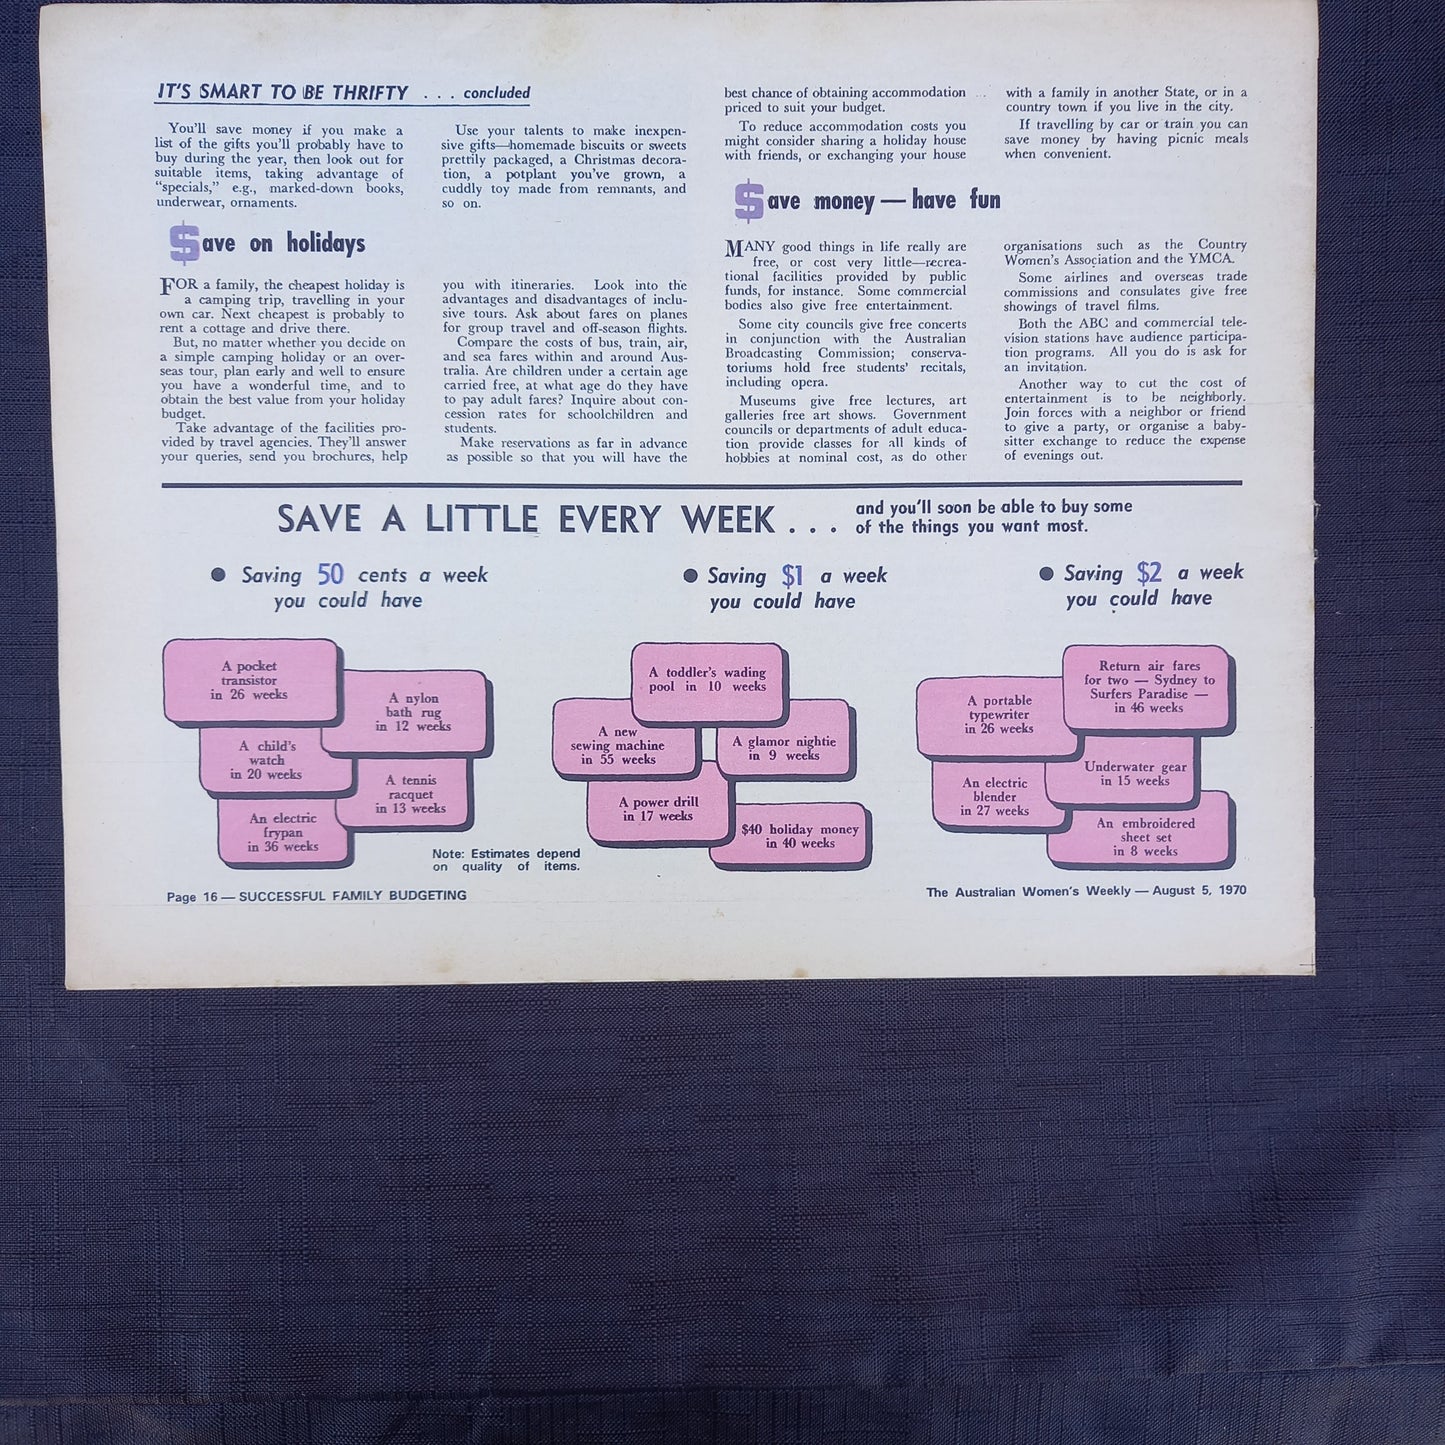 IT'S SMART TO BE THRIFTY . . . concluded
You'll save money if you make a
list of the gifts you'll probably have to
buy during the year, then look out for
suitable items, taking advantage of
“specials,” e.g., marked-down books,
underwear, ornaments.
Use your talents to make inexpen-
sive gifts—homemade biscuits or sweets
prettily packaged, a Christmas decora-
tion, a potplant you've grown, a
cuddly toy made from remnants, and
so on.
$ave on holidays
FOR a family, the cheapest holiday is
a camping trip, travelling in your
own car. Next cheapest is probably to
rent a cottage and drive there.
But, no matter whether you decide on
a simple camping holiday or an over-
seas tour, plan early and well to ensure
you have a wonderful time, and to
obtain the best value from your holiday
budget.
Take advantage of the facilities pro-
vided by travel agencies. They'll answer
your queries, send you brochures, help
you with itineraries. Look into the
advantages and disadvantages of inclu-
sive tours. Ask about fares on planes
for group travel and off-season flights.
Compare the costs of bus, train, air,
and sea fares within and around Aus-
tralia. Are children under a certain age
carried free, at what age do they have
to pay adult fares? Inquire about con-
cession rates for schoolchildren and
students.
Make reservations as far in advance
as possible so that you will have the
best chance of obtaining accommodation
priced to suit your budget.
To reduce accommodation costs you
might consider sharing a holiday house
with friends, or exchanging your house
with a family in another State, or in a
country town if you live in the city.
If travelling by car or train you can
save money by having picnic meals
when convenient.
$ave money — have fun
MANY good things in life really are
free, or cost very little—recrea-
tional facilities provided by public
funds, for instance. Some commercial
bodies also give free entertainment.
Some city councils give free concerts
in conjunction with the Australian
Broadcasting Commission; conserva-
toriums hold free students' recitals,
including opera.
Museums give free lectures, art
galleries free art shows. Government
councils or departments of adult educa-
tion provide classes for all kinds of
hobbies at nominal cost, as do other
organisations such as the Country
Women's Association and the YMCA.
Some airlines and overseas trade
commissions and consulates give free
showings of travel films.
Both the ABC and commercial tele-
vision stations have audience participa-
tion programs. All you do is ask for
an invitation.
Another way to cut the cost of
entertainment is to be neighborly.
Join forces with a neighbor or friend
to give a party, or organise a baby-
sitter exchange to reduce the expense
of evenings out.
SAVE A LITTLE EVERY WEEK . . .
and you'll soon be able to buy some
of the things you want most.
● Saving 50 cents a week
you could have
A pocket
transistor
in 26 weeks
A nylon
bath rug
in 12 weeks
A child's
watch
in 20 weeks
A tennis
racquet
in 13 weeks
An electric
frypan
in 36 weeks
Note: Estimates depend
on quality of items.
● Saving $1 a week
you could have
A toddler's wading
pool in 10 weeks
A new
sewing machine
in 55 weeks
A glamor nightie
in 9 weeks
A power drill
in 17 weeks
$40 holiday money
in 40 weeks
● Saving $2 a week
you could have
Return air fares
for two — Sydney to
Surfers Paradise —
in 46 weeks
A portable
typewriter
in 26 weeks
Underwater gear
in 15 weeks
An electric
blender
in 27 weeks
An embroidered
sheet set
in 8 weeks
Page 16 — SUCCESSFUL FAMILY BUDGETING
The Australian Women's Weekly — August 5, 1970